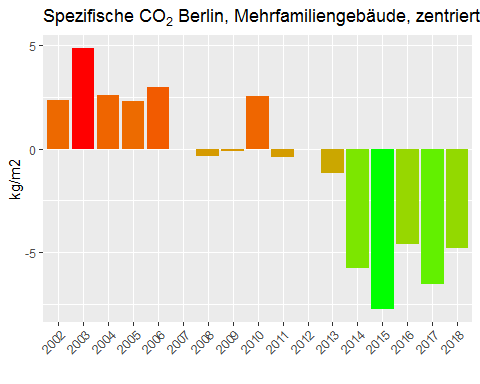 Spezifische CO₂ Berlin, Mehrfamiliengebäude, zentriert
5
0
-5
kg/m2
2002 2003 2004 2005 2006 2007 2008 2009 2010 2011 2012 2013 2014 2015 2016 2017 2018